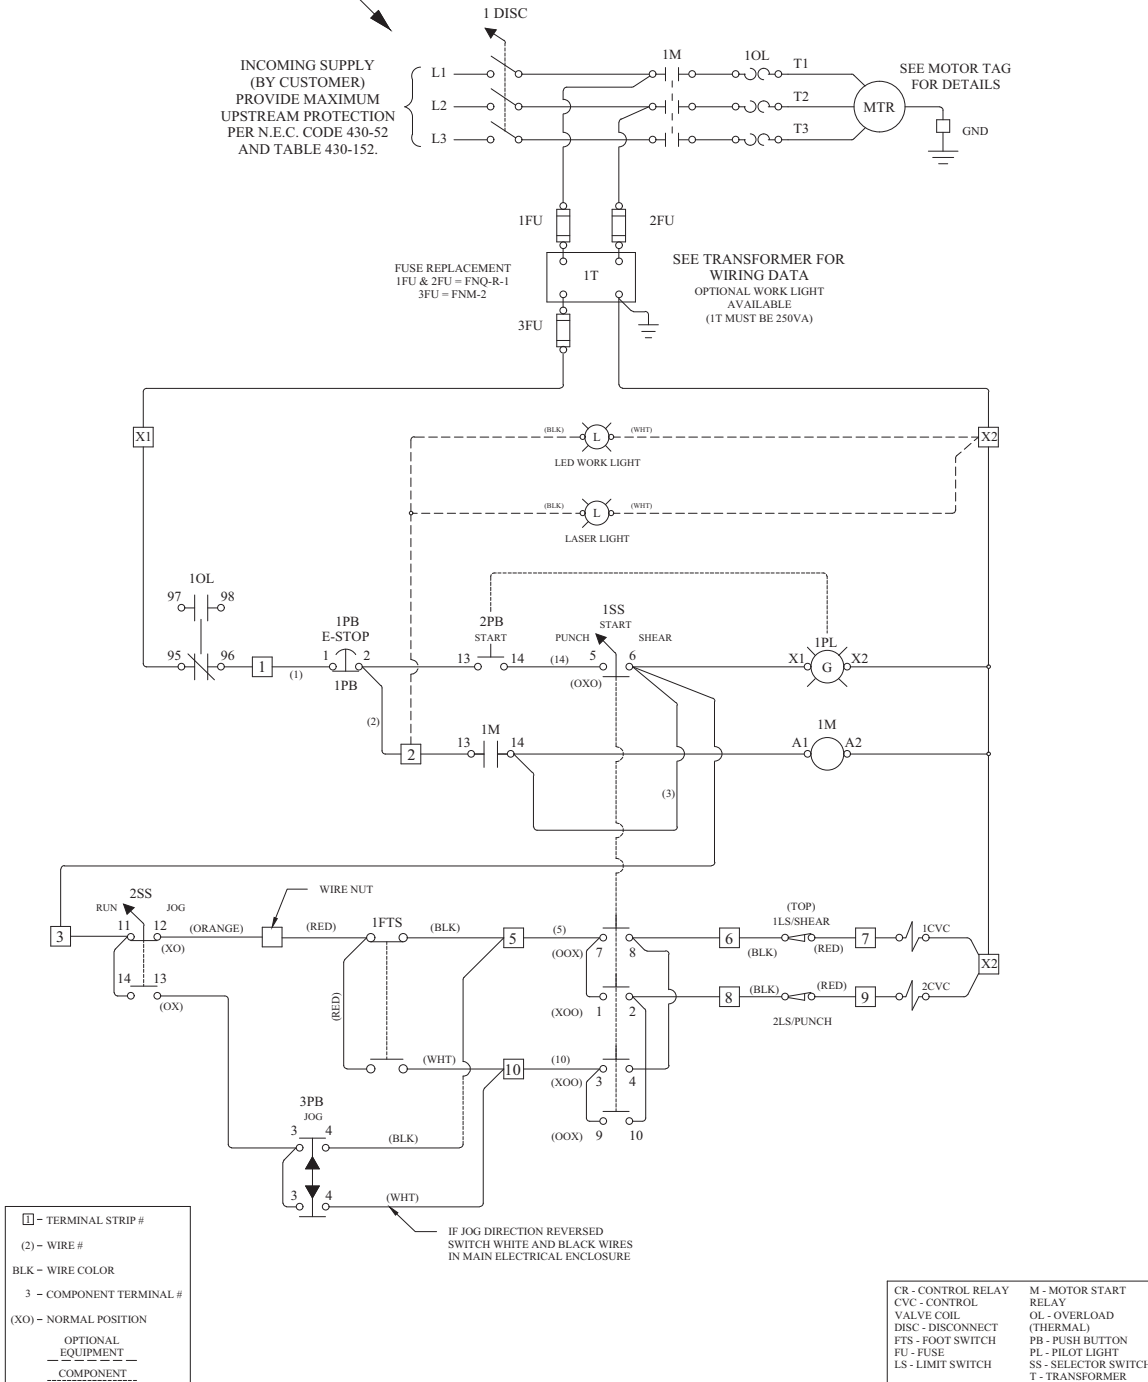 1 DISC
INCOMING SUPPLY
(BY CUSTOMER)
PROVIDE MAXIMUM
UPSTREAM PROTECTION
PER N.E.C. CODE 430-52
AND TABLE 430-152.
L1
L2
L3
1M
1OL
T1
T2
T3
MTR
SEE MOTOR TAG
FOR DETAILS
GND
1FU
2FU
FUSE REPLACEMENT
1FU & 2FU = FNQ-R-1
3FU = FNM-2
1T
SEE TRANSFORMER FOR
WIRING DATA
OPTIONAL WORK LIGHT
AVAILABLE
(1T MUST BE 250VA)
3FU
X1
(BLK)
L
(WHT)
X2
LED WORK LIGHT
(BLK)
L
(WHT)
LASER LIGHT
1OL
97
98
95
96
1
(1)
1PB
E-STOP
1
2
1PB
(2)
2PB
START
13
14
(14)
1SS
START
PUNCH
SHEAR
5
6
(OXO)
1PL
X1
G
X2
2
1M
13
14
(3)
1M
A1
A2
2SS
RUN
JOG
3
11
12
(XO)
(ORANGE)
WIRE NUT
(RED)
1FTS
(BLK)
5
(5)
(OOX)
7
8
6
(TOP)
1LS/SHEAR
(BLK)
(RED)
7
1CVC
X2
14
13
(OX)
(RED)
(XOO)
1
2
8
(BLK)
(RED)
9
2CVC
2LS/PUNCH
(WHT)
10
(10)
(XOO)
3
4
3PB
JOG
3
4
(BLK)
(OOX)
9
10
3
4
(WHT)
IF JOG DIRECTION REVERSED
SWITCH WHITE AND BLACK WIRES
IN MAIN ELECTRICAL ENCLOSURE
1 – TERMINAL STRIP #
(2) – WIRE #
BLK – WIRE COLOR
3 – COMPONENT TERMINAL #
(XO) – NORMAL POSITION
OPTIONAL
EQUIPMENT
COMPONENT
CR - CONTROL RELAY
CVC - CONTROL
VALVE COIL
DISC - DISCONNECT
FTS - FOOT SWITCH
FU - FUSE
LS - LIMIT SWITCH
M - MOTOR START
RELAY
OL - OVERLOAD
(THERMAL)
PB - PUSH BUTTON
PL - PILOT LIGHT
SS - SELECTOR SWITCH
T - TRANSFORMER